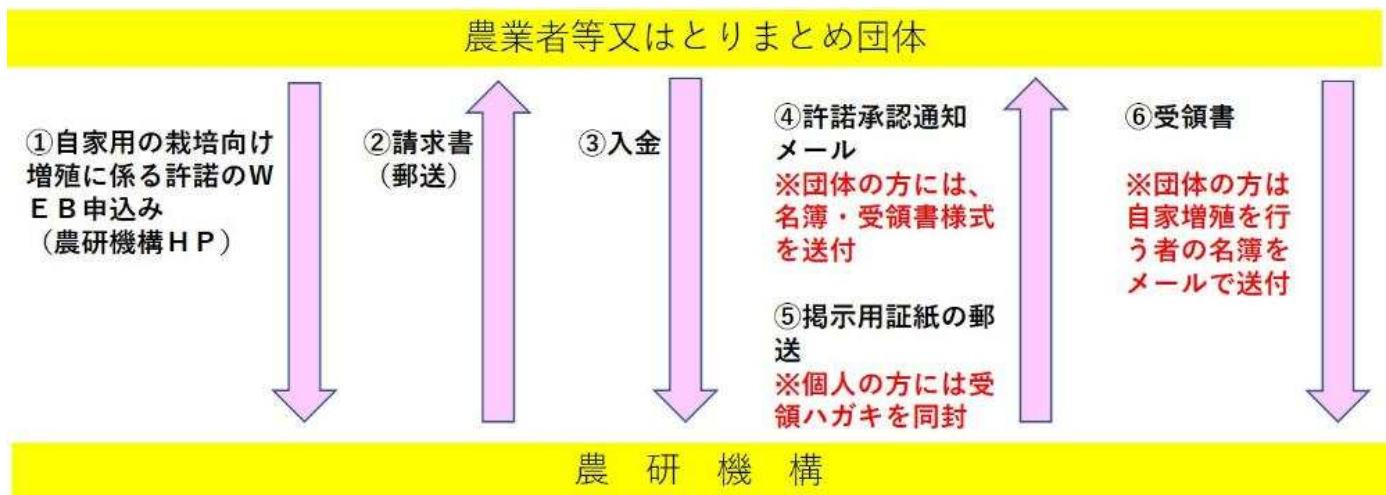 農業者等又はとりまとめ団体
①自家用の栽培向け
増殖に係る許諾のＷ
ＥＢ申込み
（農研機構ＨＰ）
②請求書
（郵送）
③入金
④許諾承認通知
メール
※団体の方には、
名簿・受領書様式
を送付
⑤掲示用証紙の郵
送
※個人の方には受
領ハガキを同封
⑥受領書
※団体の方は
自家増殖を行
う者の名簿を
メールで送付
農　研　機　構